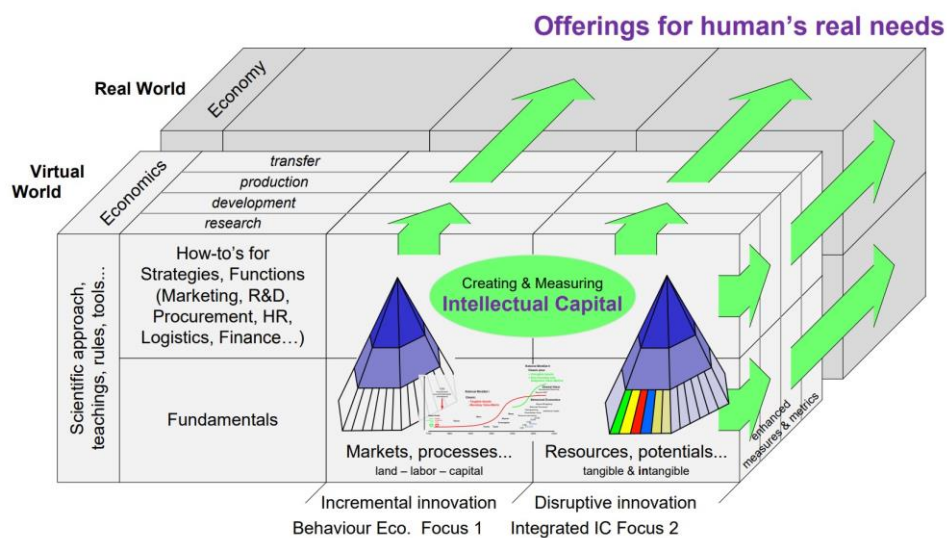 Offerings for human's real needs
Real World
Economy
Virtual
World
Economics
transfer
production
development
research
Scientific approach,
teachings, rules, tools...
How-to's for
Strategies, Functions
(Marketing, R&D,
Procurement, HR,
Logistics, Finance…)
Creating & Measuring
Intellectual Capital
Fundamentals
Markets, processes...
land – labor – capital
Resources, potentials...
tangible & intangible
enhanced
measures & metrics
Incremental innovation
Disruptive innovation
Behaviour Eco. Focus 1
Integrated IC Focus 2